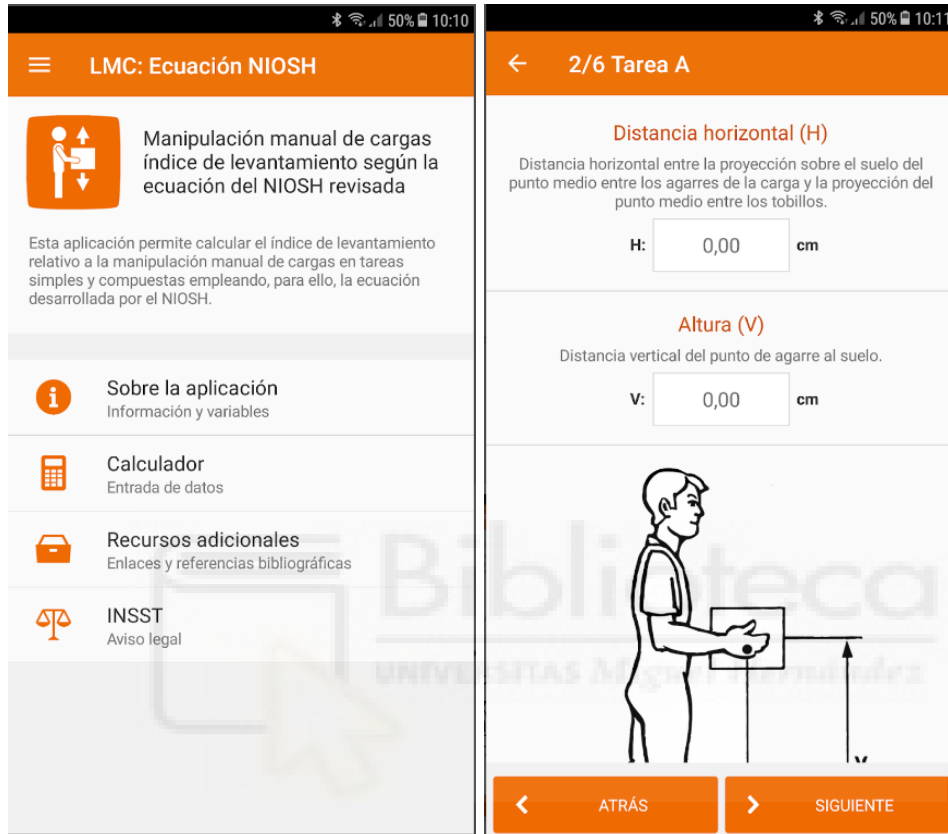 50% 10:10
LMC: Ecuación NIOSH
Manipulación manual de cargas
índice de levantamiento según la
ecuación del NIOSH revisada
Esta aplicación permite calcular el índice de levantamiento
relativo a la manipulación manual de cargas en tareas
simples y compuestas empleando, para ello, la ecuación
desarrollada por el NIOSH.
Sobre la aplicación
Información y variables
Calculador
Entrada de datos
Recursos adicionales
Enlaces y referencias bibliográficas
INSST
Aviso legal
50% 10:11
2/6 Tarea A
Distancia horizontal (H)
Distancia horizontal entre la proyección sobre el suelo del
punto medio entre los agarres de la carga y la proyección del
punto medio entre los tobillos.
H: 0,00 cm
Altura (V)
Distancia vertical del punto de agarre al suelo.
V: 0,00 cm
V
ATRÁS
SIGUIENTE
Biblioteca
UNIVERSITAS Miguel Hernández